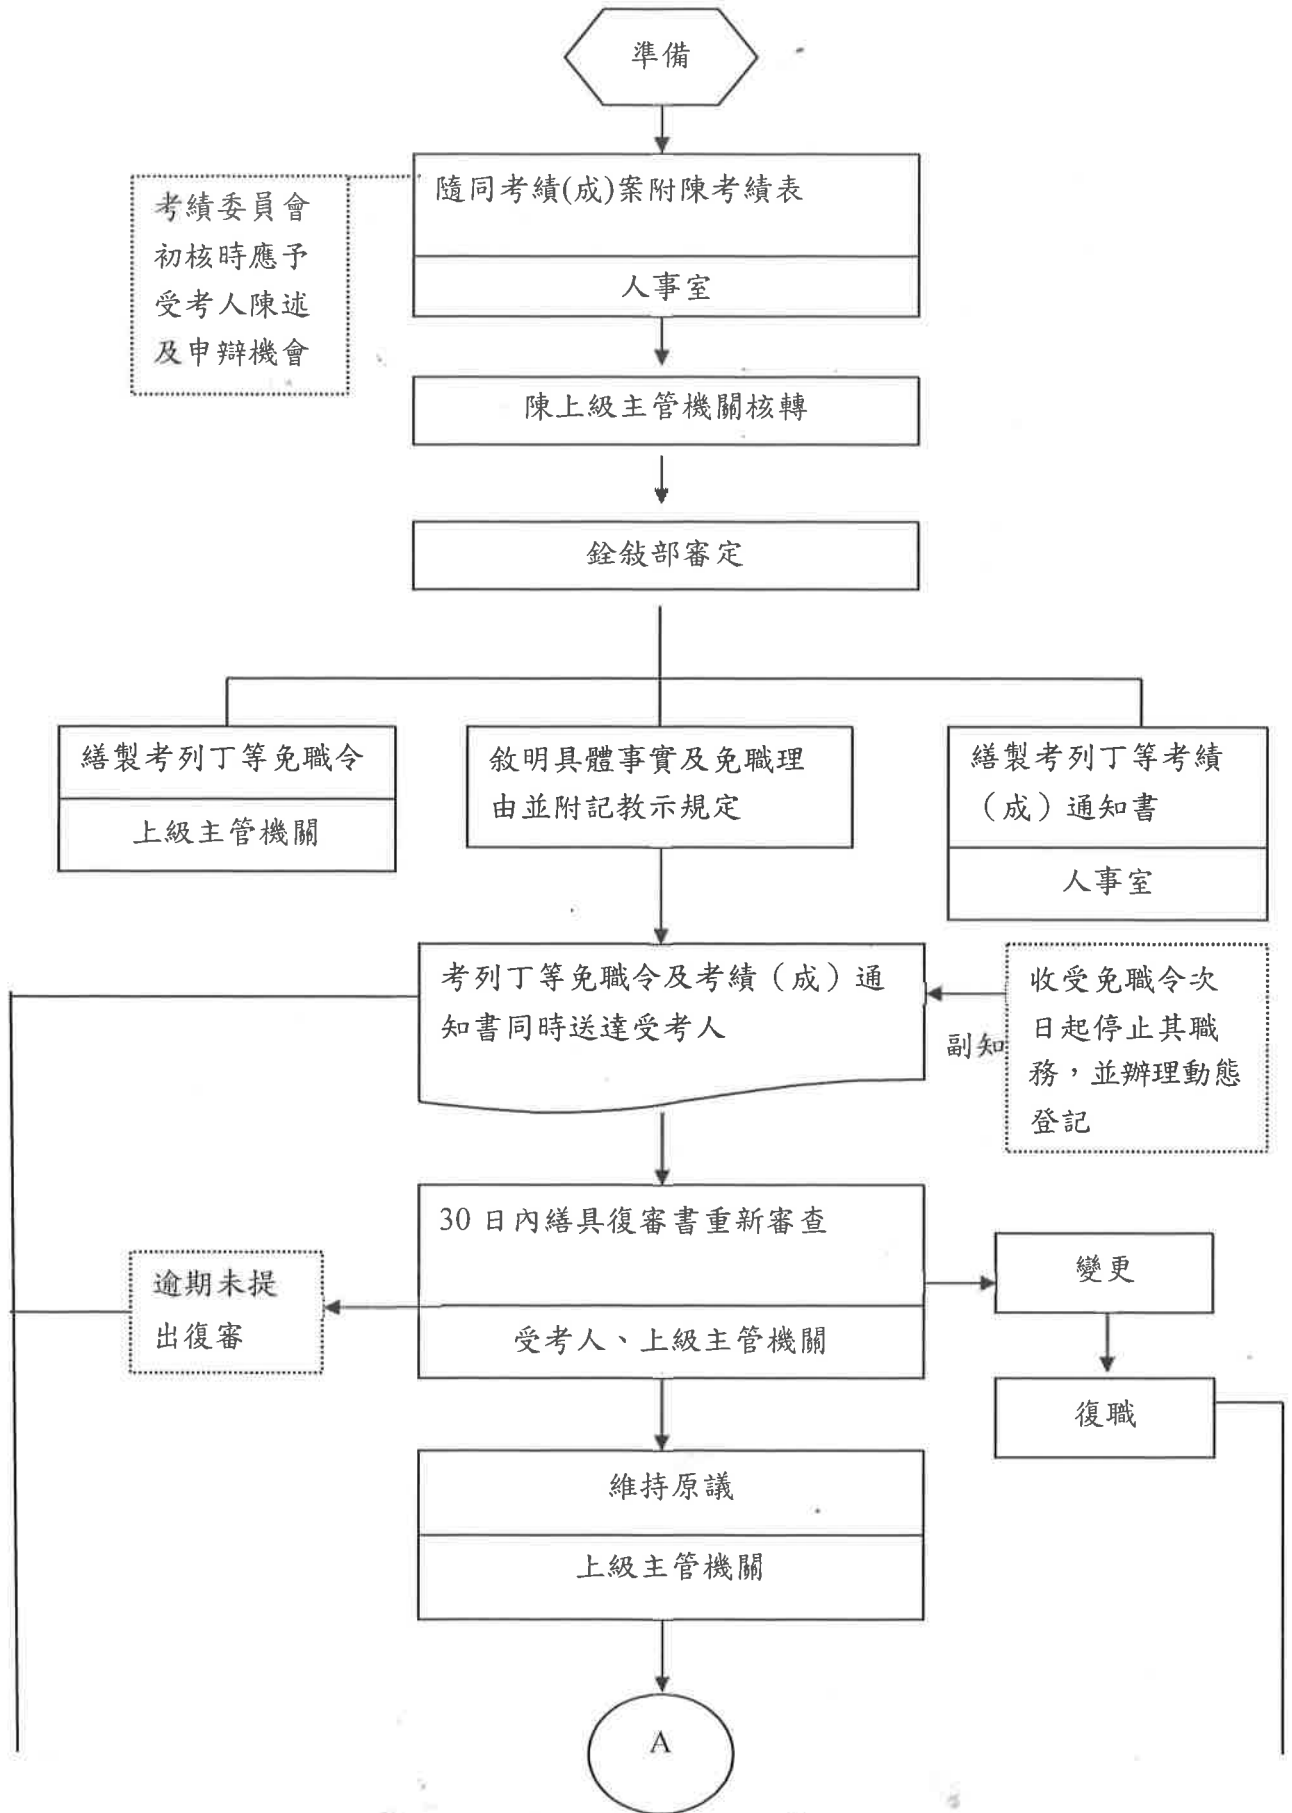 準備
隨同考績(成)案附陳考績表
人事室
考績委員會
初核時應予
受考人陳述
及申辯機會
陳上級主管機關核轉
銓敍部審定
繕製考列丁等免職令
上級主管機關
敘明具體事實及免職理
由並附記教示規定
繕製考列丁等考績
（成）通知書
人事室
考列丁等免職令及考績（成）通
知書同時送達受考人
副知
收受免職令次
日起停止其職
務，並辦理動態
登記
30 日內繕具復審書重新審查
受考人、上級主管機關
逾期未提
出復審
變更
復職
維持原議
上級主管機關
A